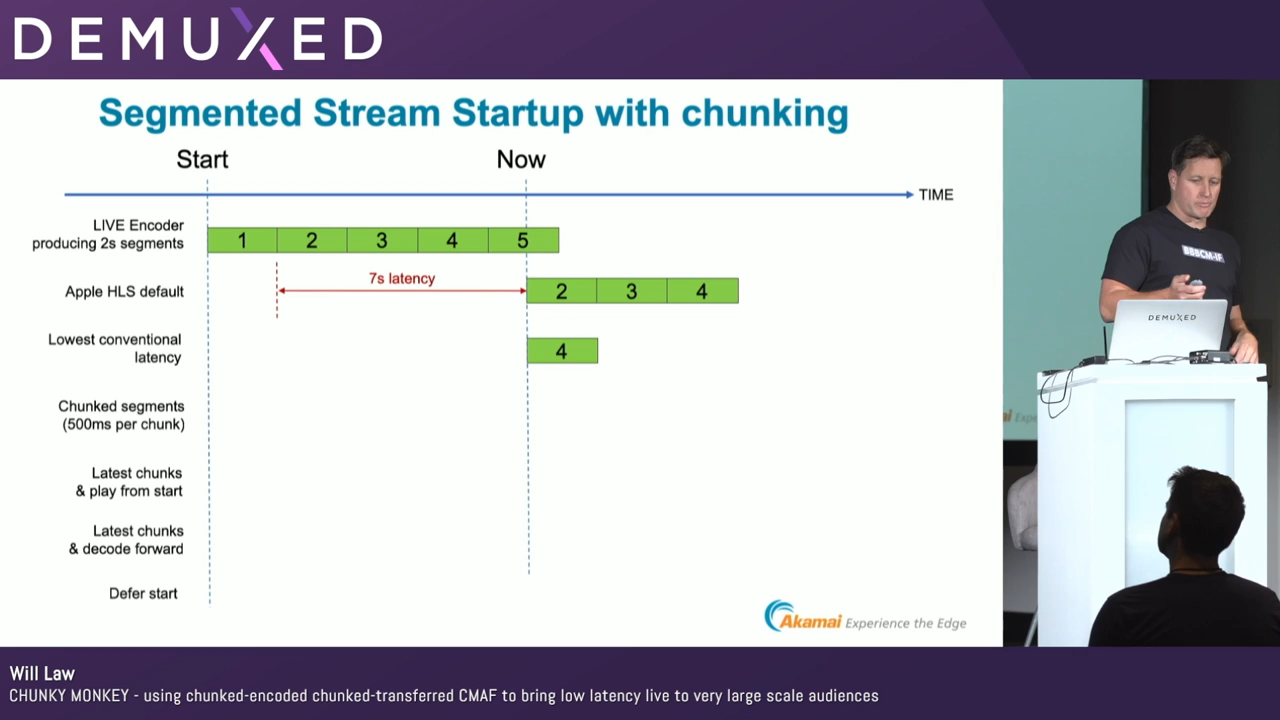 DEMUXED
Segmented Stream Startup with chunking
Start
Now
TIME
LIVE Encoder
producing 2s segments
1 2 3 4 5
Apple HLS default
7s latency
2 3 4
Lowest conventional
latency
4
Chunked segments
(500ms per chunk)
Latest chunks
& play from start
Latest chunks
& decode forward
Defer start
Akamai Experience the Edge
BBBCM-IF
DEMUXED
Will Law
CHUNKY MONKEY - using chunked-encoded chunked-transferred CMAF to bring low latency live to very large scale audiences